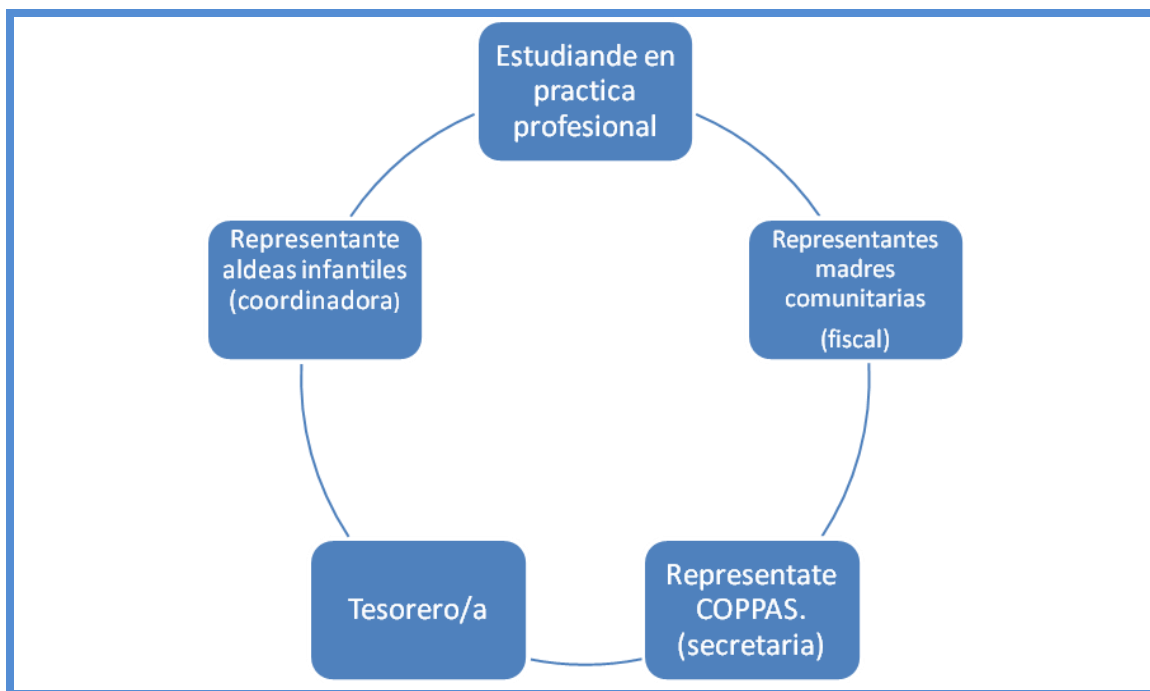 Estudiande en
practica
profesional
Representante
aldeas infantiles
(coordinadora)
Representantes
madres
comunitarias
(fiscal)
Tesorero/a
Representate
COPPAS.
(secretaria)